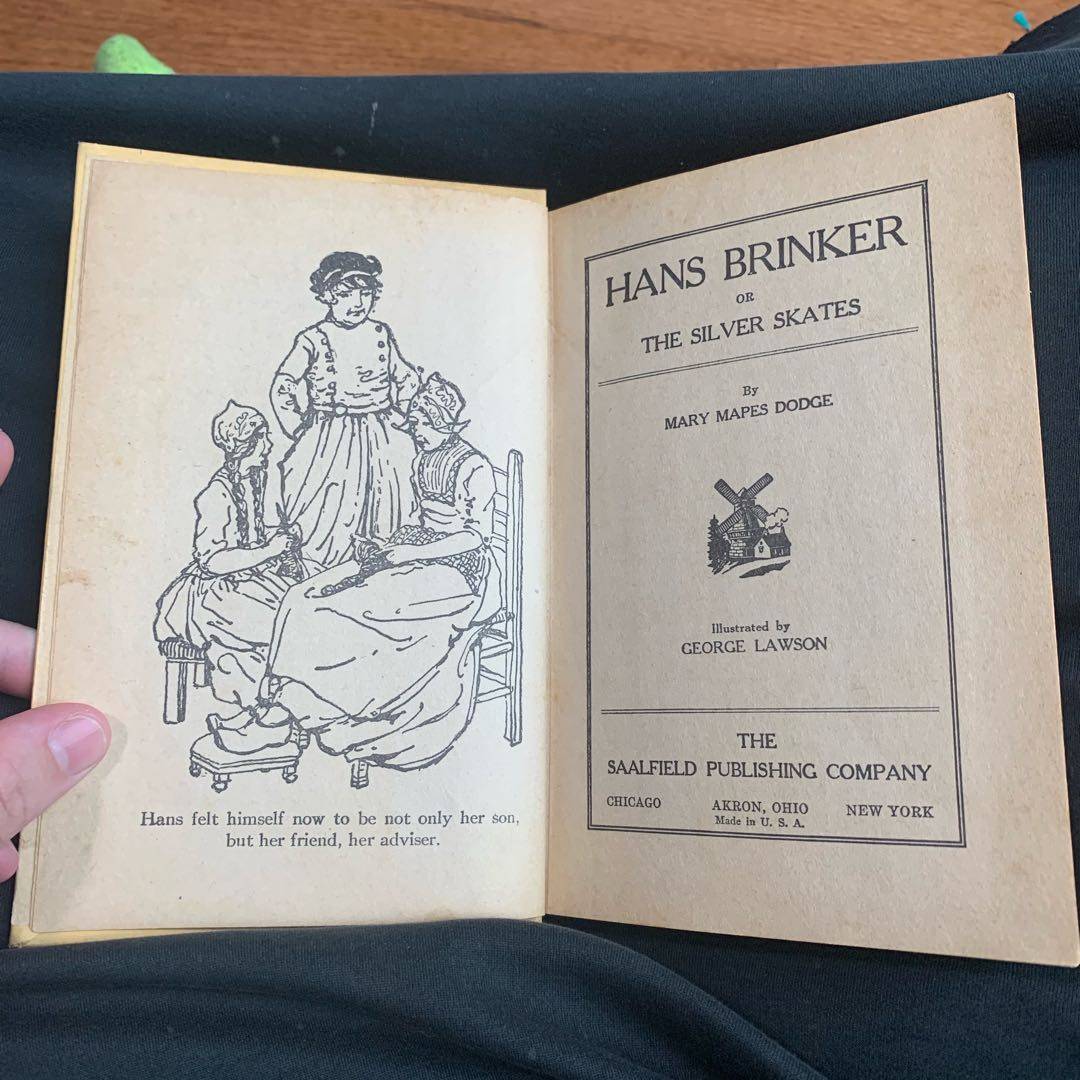 Hans felt himself now to be not only her son,
but her friend, her adviser.
HANS BRINKER
OR
THE SILVER SKATES
By
MARY MAPES DODGE
Illustrated by
GEORGE LAWSON
THE
SAALFIELD PUBLISHING COMPANY
CHICAGO AKRON, OHIO NEW YORK
Made in U. S. A.